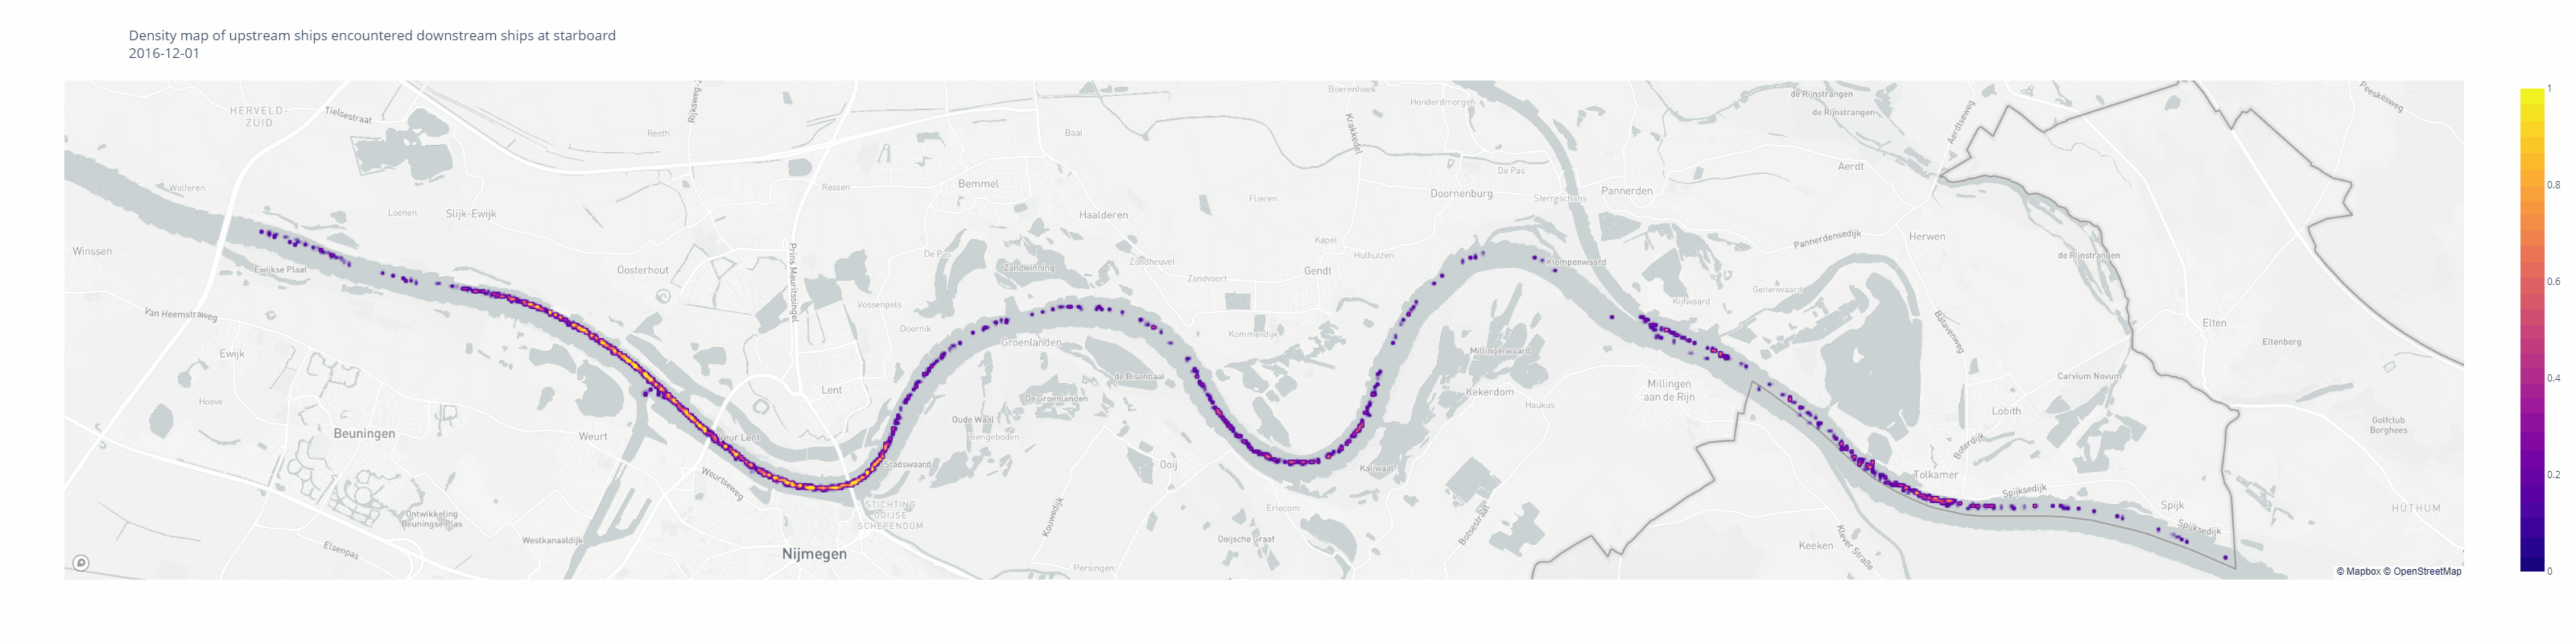 Density map of upstream ships encountered downstream ships at starboard
2016-12-01
HERVELD-
ZUID
Tielsestraat
Reeth
Rijksweg-
Baal
Boerenhoek
Honderdmorgen
Krakkedel
de Rijnstrangen
de Rijnstrangen
Aerdtseweg
Peeskesweg
Wolferen
Loenen
Slijk-Ewijk
Ressen
Bemmel
Haalderen
Flieren
De Pas
Doornenburg
Sterreschans
Pannerden
Aerdt
Winssen
Ewijkse Plaat
Oosterhout
Prins Mauritssingel
De Pas
Zandwinning
Zandheuvel
Zandvoort
Kapel
Hulhuizen
Gendt
Klompenwaard
Pannerdensedijk
Herwen
de Rijnstrangen
Van Heemstraweg
Vossenpels
Doornik
Groenlanden
Kommerdijk
Kijfwaard
Geitenwaard
Batavenweg
Elten
Eltenberg
Ewijk
Hoeve
Beuningen
Weurt
Lent
Veur Lent
de Bisonbaai
De Groenlanden
Oude Waal
Tiengeboden
Millingerwaard
Kekerdom
Haukus
Millingen
aan de Rijn
Carvium Novum
Lobith
Boterdijk
Golfclub
Borghees
Weurtseweg
Stadswaard
Ooij
Kaliwaal
Tolkamer
Spijksedijk
Spijk
Spijksedijk
HÜTHUM
Ontwikkeling
Beuningse Plas
Elsenpas
Westkanaaldijk
Nijmegen
STICHTING
OOIJSE
SCHEPENDOM
Kouwedijk
Persingen
Ooijsche Graaf
Erlecom
Botsestraat
Keeken
Klever Straße
© Mapbox © OpenStreetMap
1
0.8
0.6
0.4
0.2
0